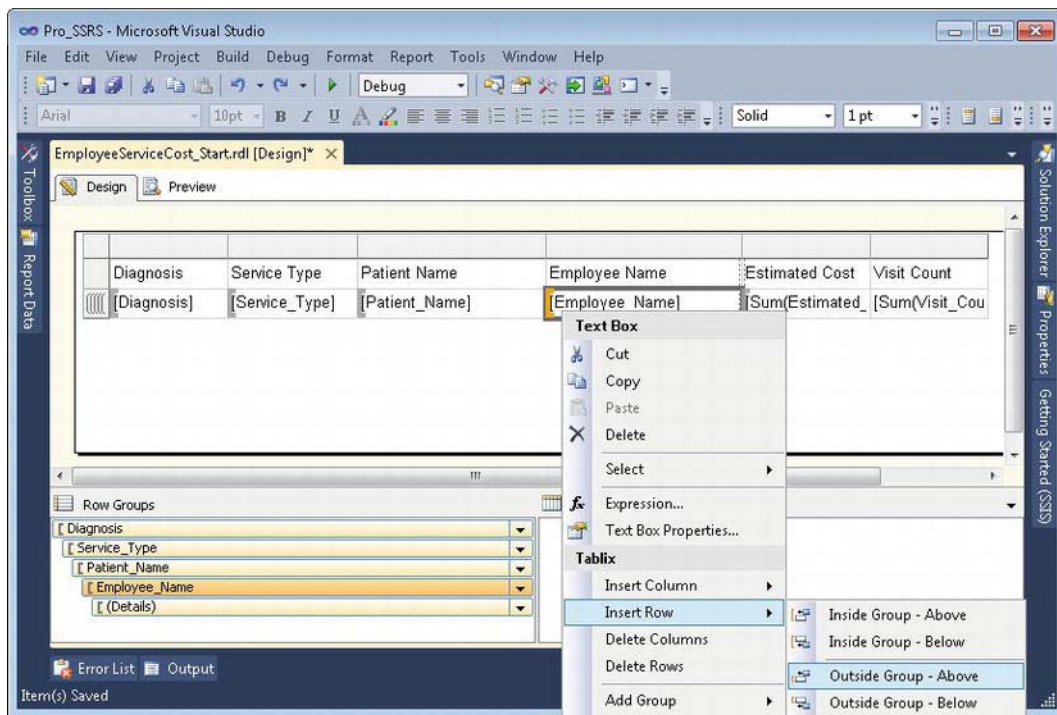 Pro_SSRS - Microsoft Visual Studio
File Edit View Project Build Debug Format Report Tools Window Help
Debug
Arial 10pt B I U A Solid 1 pt
EmployeeServiceCost_Start.rdl [Design]*
Design Preview
Toolbox
Report Data
Solution Explorer
Properties
Getting Started (SSIS)
Diagnosis Service Type Patient Name Employee Name Estimated Cost Visit Count
[Diagnosis] [Service_Type] [Patient_Name] [Employee_Name] [Sum(Estimated_ [Sum(Visit_Cou
Text Box
Cut
Copy
Paste
Delete
Select
Expression...
Text Box Properties...
Tablix
Insert Column
Insert Row
Delete Columns
Delete Rows
Add Group
Inside Group - Above
Inside Group - Below
Outside Group - Above
Outside Group - Below
Row Groups
[ Diagnosis
[ Service_Type
[ Patient_Name
[ Employee_Name
[ (Details)
Error List Output
Item(s) Saved